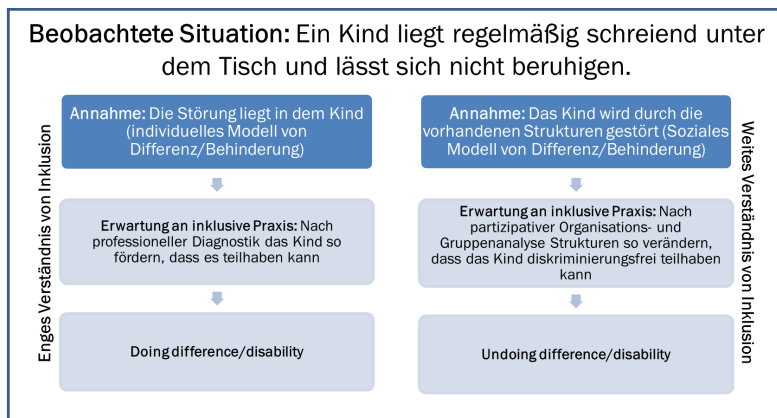 Beobachtete Situation: Ein Kind liegt regelmäßig schreiend unter
dem Tisch und lässt sich nicht beruhigen.
Enges Verständnis von Inklusion
Annahme: Die Störung liegt in dem Kind
(individuelles Modell von
Differenz/Behinderung)
Erwartung an inklusive Praxis: Nach
professioneller Diagnostik das Kind so
fördern, dass es teilhaben kann
Doing difference/disability
Annahme: Das Kind wird durch die
vorhandenen Strukturen gestört (Soziales
Modell von Differenz/Behinderung)
Erwartung an inklusive Praxis: Nach
partizipativer Organisations- und
Gruppenanalyse Strukturen so verändern,
dass das Kind diskriminierungsfrei teilhaben
kann
Undoing difference/disability
Weites Verständnis von Inklusion